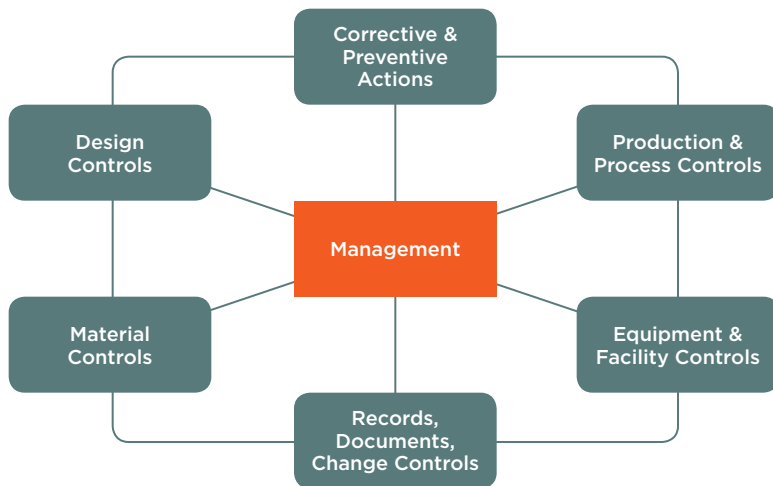 Corrective &
Preventive
Actions
Design
Controls
Production &
Process Controls
Management
Material
Controls
Equipment &
Facility Controls
Records,
Documents,
Change Controls